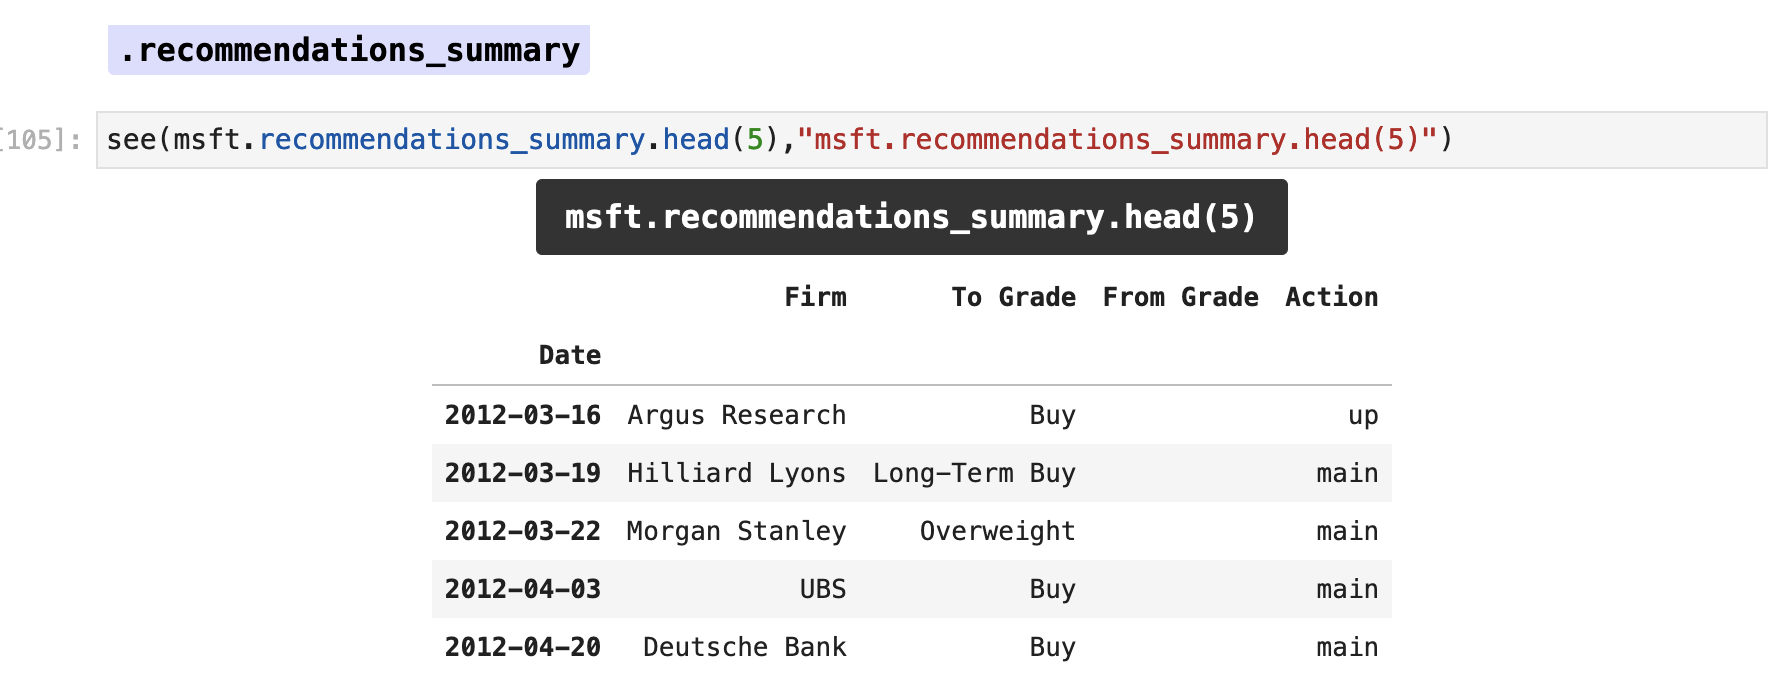 .recommendations_summary
[105]: see(msft.recommendations_summary.head(5),"msft.recommendations_summary.head(5)")
msft.recommendations_summary.head(5)
Firm To Grade From Grade Action
Date
2012-03-16 Argus Research Buy up
2012-03-19 Hilliard Lyons Long-Term Buy main
2012-03-22 Morgan Stanley Overweight main
2012-04-03 UBS Buy main
2012-04-20 Deutsche Bank Buy main